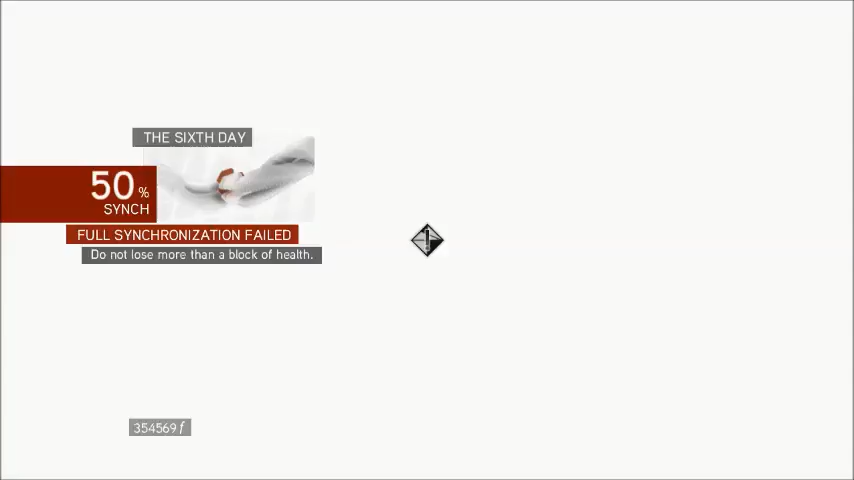 THE SIXTH DAY
50 %
SYNCH
FULL SYNCHRONIZATION FAILED
Do not lose more than a block of health.
354569 ƒ